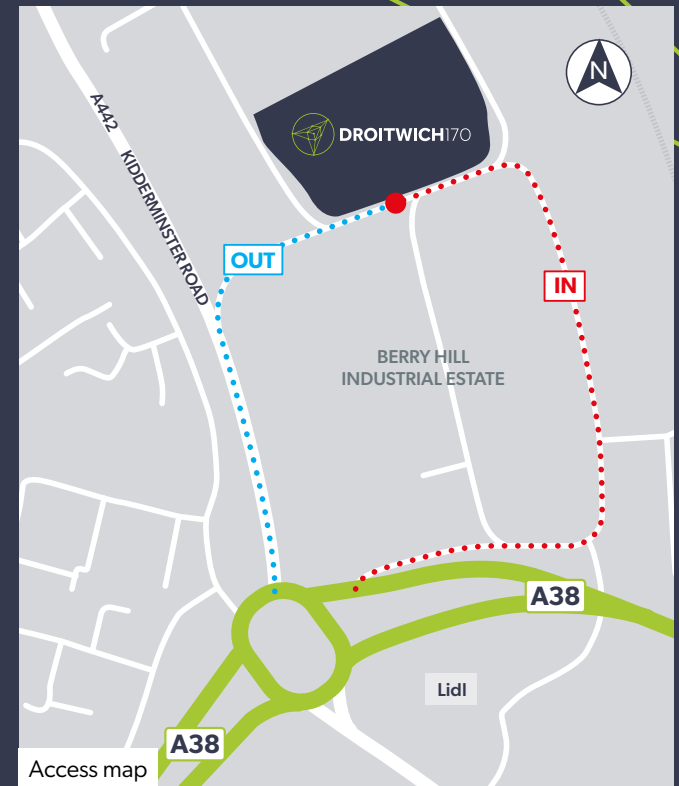 N
DROITWICH170
A442 KIDDERMINSTER ROAD
OUT
IN
BERRY HILL
INDUSTRIAL ESTATE
A38
Lidl
A38
Access map